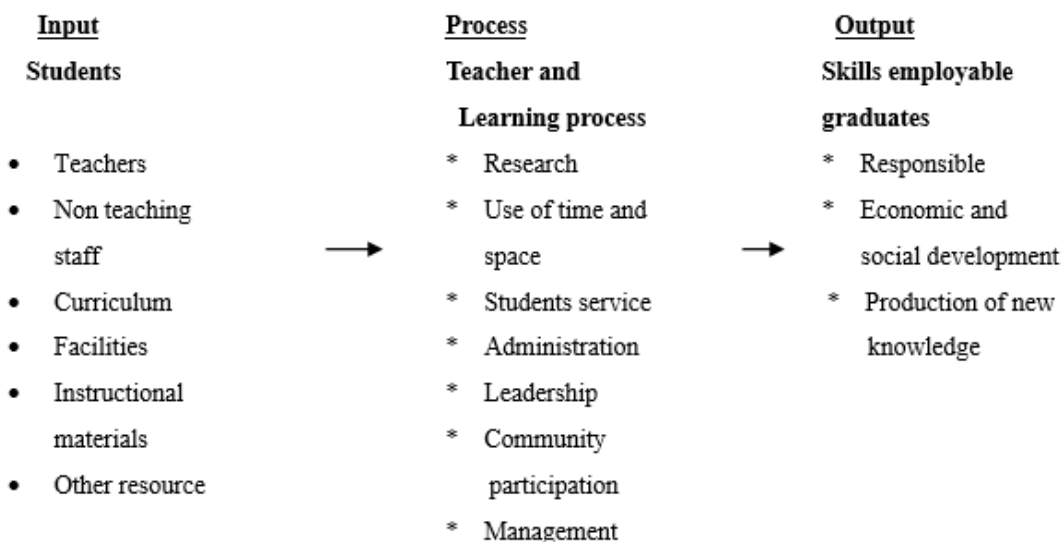 Input
Students
• Teachers
• Non teaching
staff
• Curriculum
• Facilities
• Instructional
materials
• Other resource
Process
Teacher and
Learning process
* Research
* Use of time and
space
* Students service
* Administration
* Leadership
* Community
participation
* Management
Output
Skills employable
graduates
* Responsible
* Economic and
social development
* Production of new
knowledge